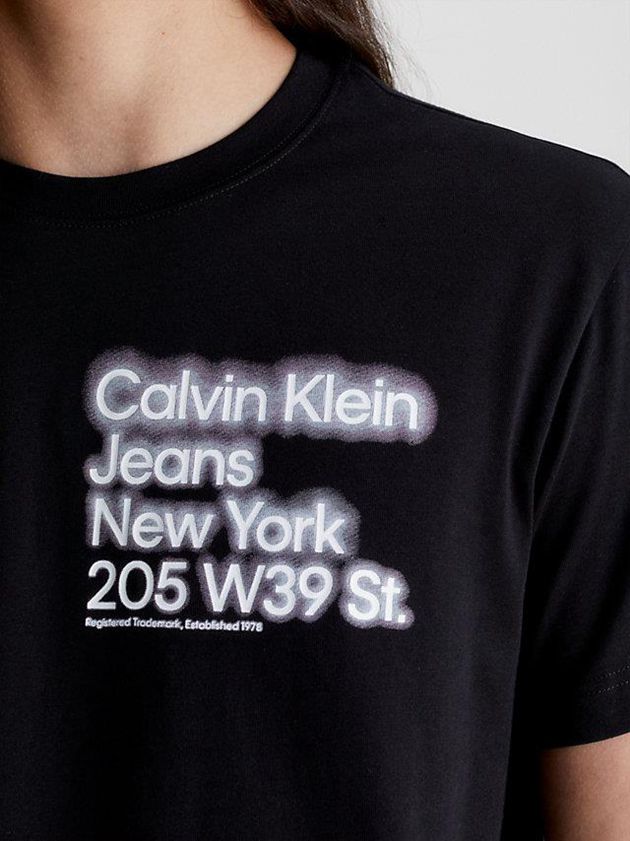 Calvin Klein
Jeans
New York
205 W39 St.
Registered Trademark, Established 1978